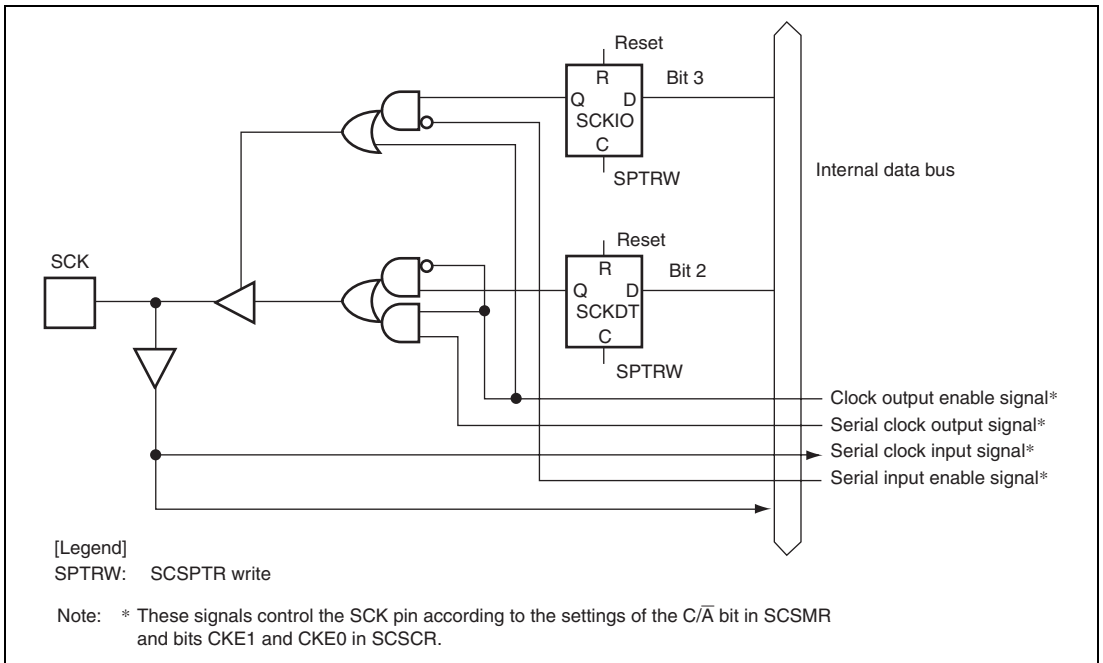 Reset
R
Bit 3
Q D
SCKIO
C
SPTRW
Internal data bus
Reset
R
Bit 2
SCK
Q D
SCKDT
C
SPTRW
Clock output enable signal*
Serial clock output signal*
Serial clock input signal*
Serial input enable signal*
[Legend]
SPTRW: SCSPTR write
Note: * These signals control the SCK pin according to the settings of the C/A̅ bit in SCSMR
and bits CKE1 and CKE0 in SCSCR.